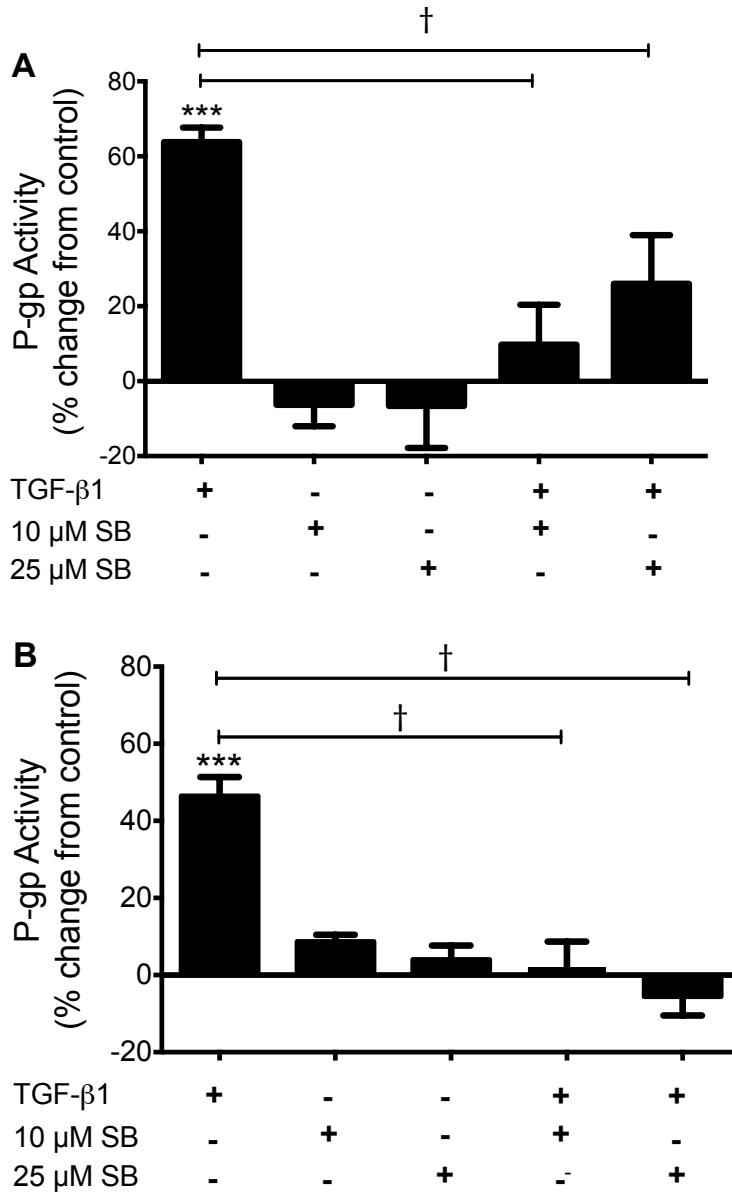 †
A
80
***
60
40
20
0
-20
P-gp Activity
(% change from control)
TGF-β1 + - - + +
10 µM SB - + - + -
25 µM SB - - + - +
B
80
†
†
60
***
40
20
0
-20
P-gp Activity
(% change from control)
TGF-β1 + - - + +
10 µM SB - + - + -
25 µM SB - - + -- +